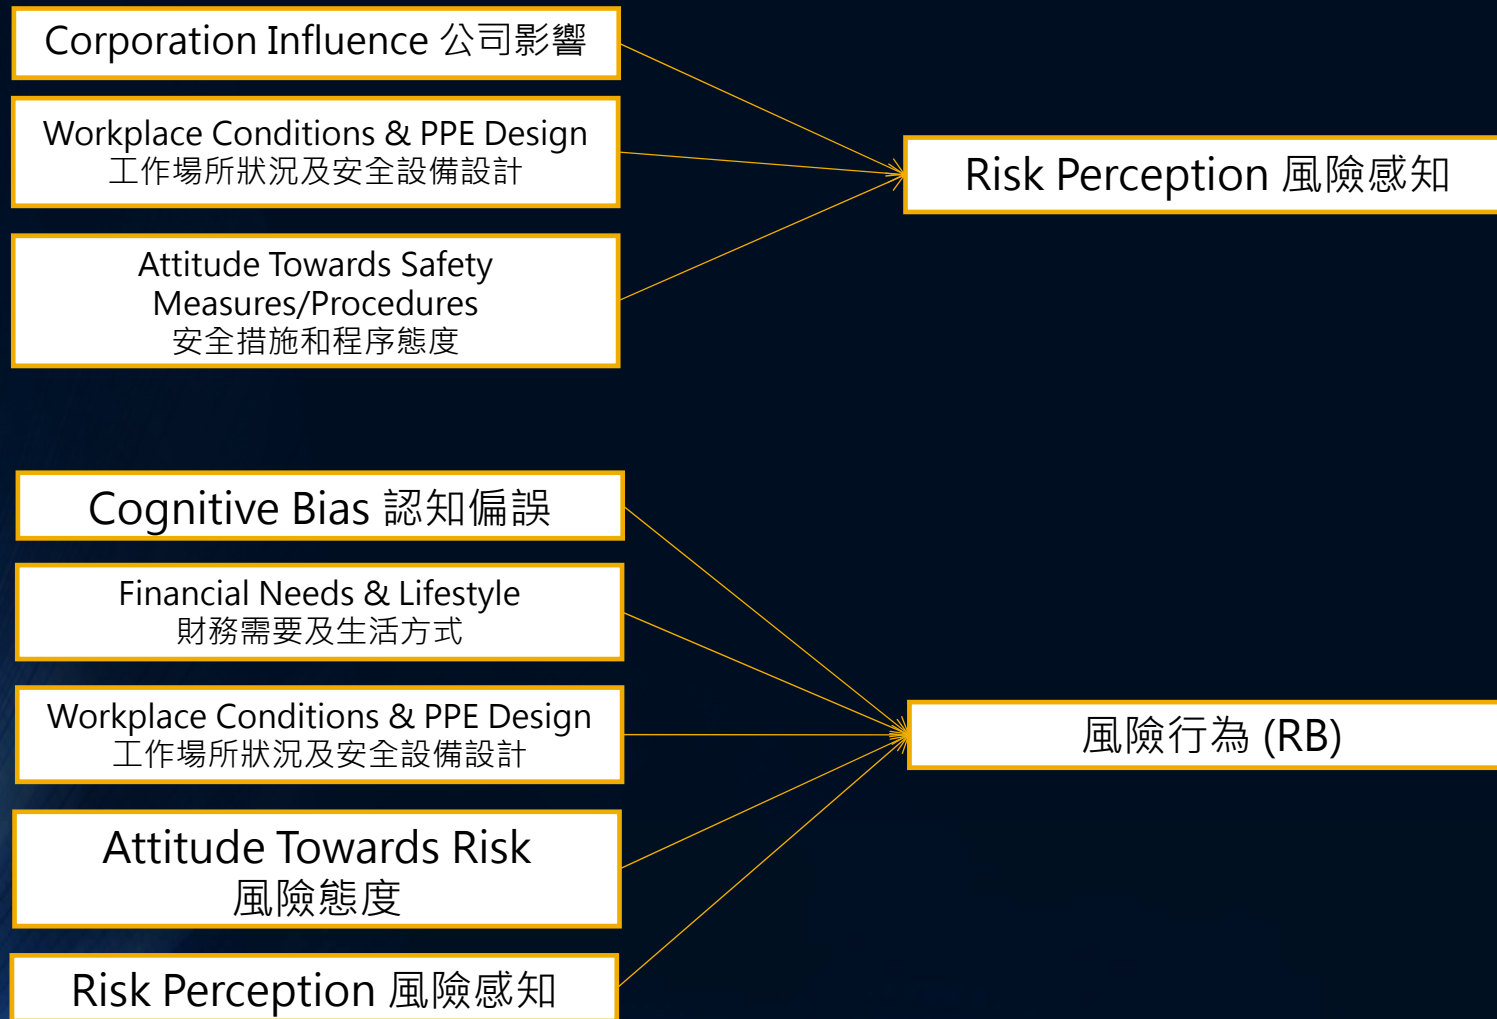 Corporation Influence 公司影響
Workplace Conditions & PPE Design
工作場所狀況及安全設備設計
Attitude Towards Safety
Measures/Procedures
安全措施和程序態度
Risk Perception 風險感知
Cognitive Bias 認知偏誤
Financial Needs & Lifestyle
財務需要及生活方式
Workplace Conditions & PPE Design
工作場所狀況及安全設備設計
Attitude Towards Risk
風險態度
Risk Perception 風險感知
風險行為 (RB)